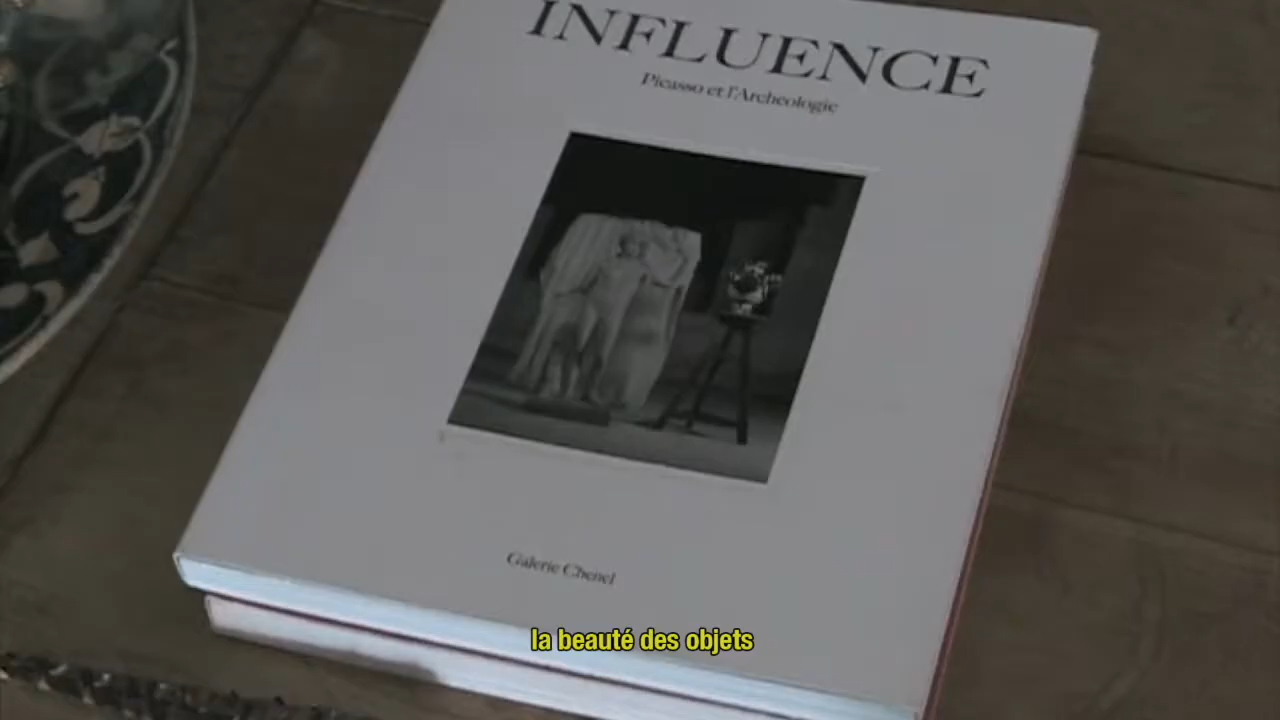 INFLUENCE
Picasso et l'Archeologie
Galerie Chenel
la beauté des objets